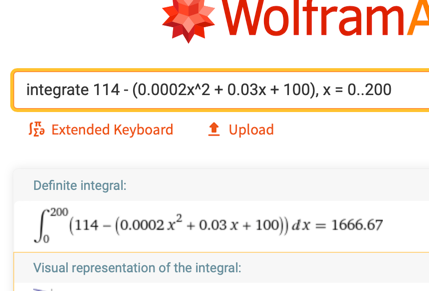 WolframA
integrate 114 - (0.0002x^2 + 0.03x + 100), x = 0..200
∫π Σ∂ Extended Keyboard Upload
Definite integral:
∫₀²⁰⁰ (114 – (0.0002 x² + 0.03 x + 100)) dx = 1666.67
Visual representation of the integral: